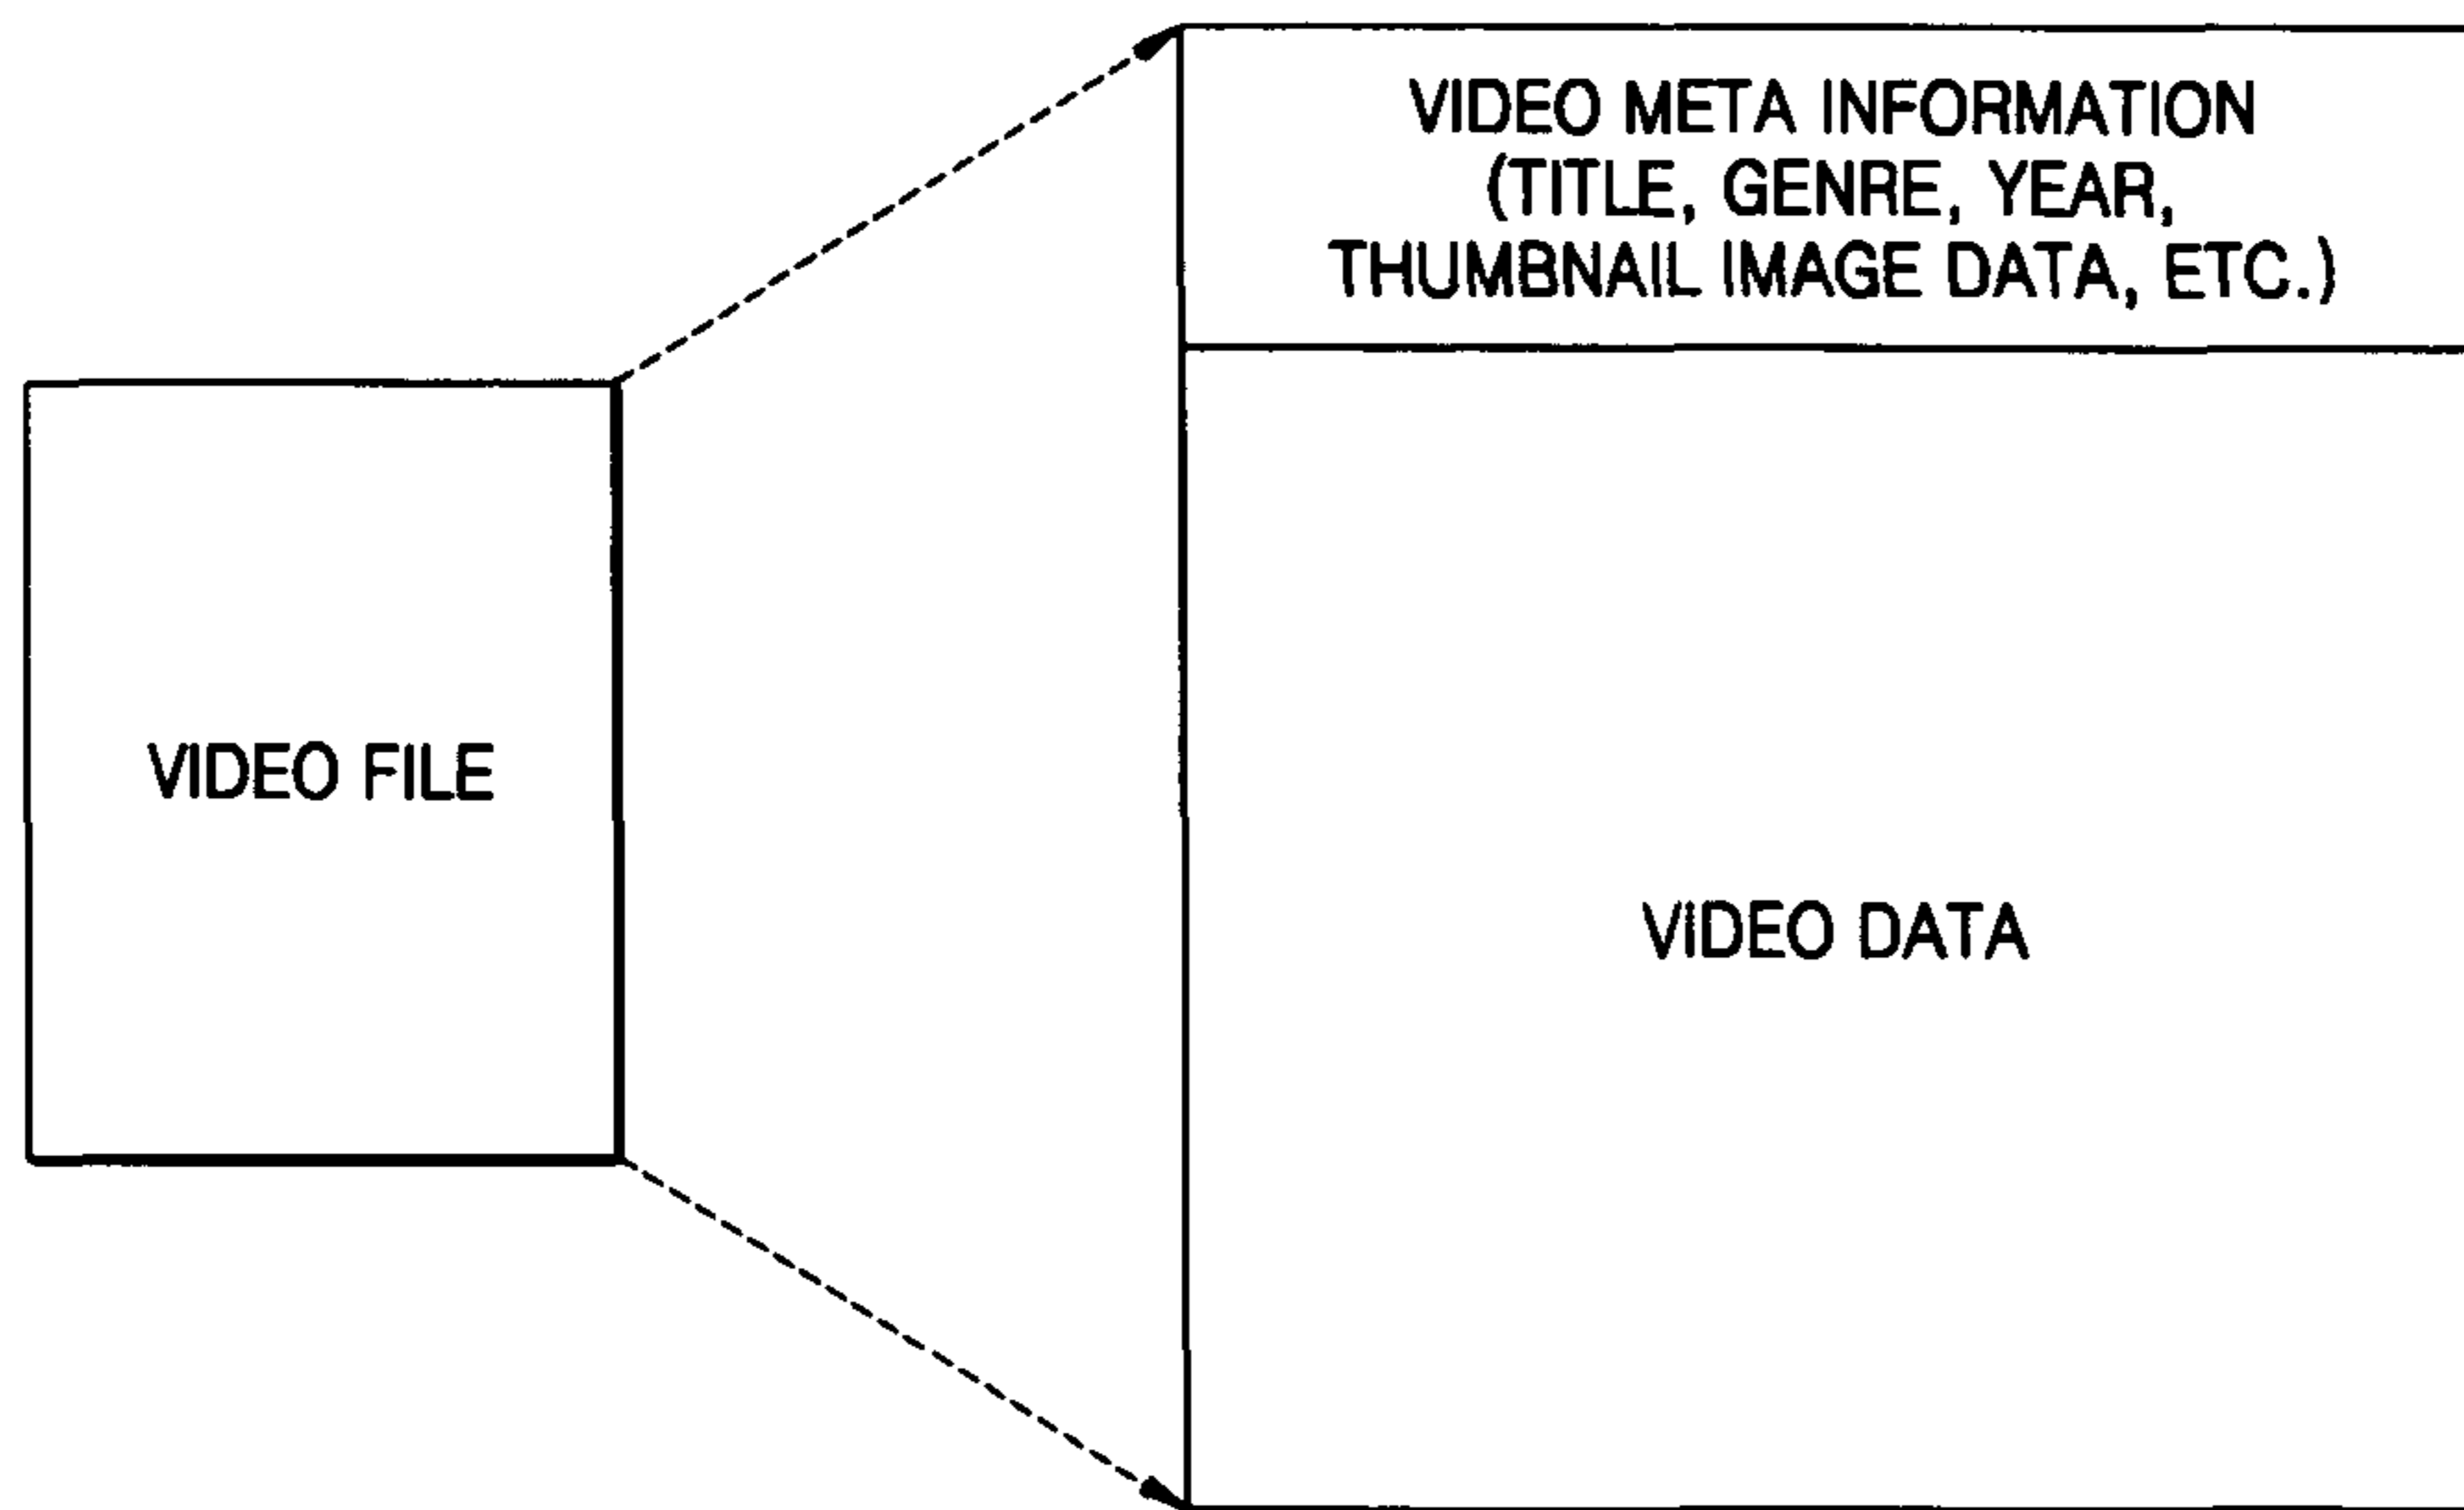 VIDEO FILE
VIDEO META INFORMATION
(TITLE, GENRE, YEAR,
THUMBNAIL IMAGE DATA, ETC.)
VIDEO DATA